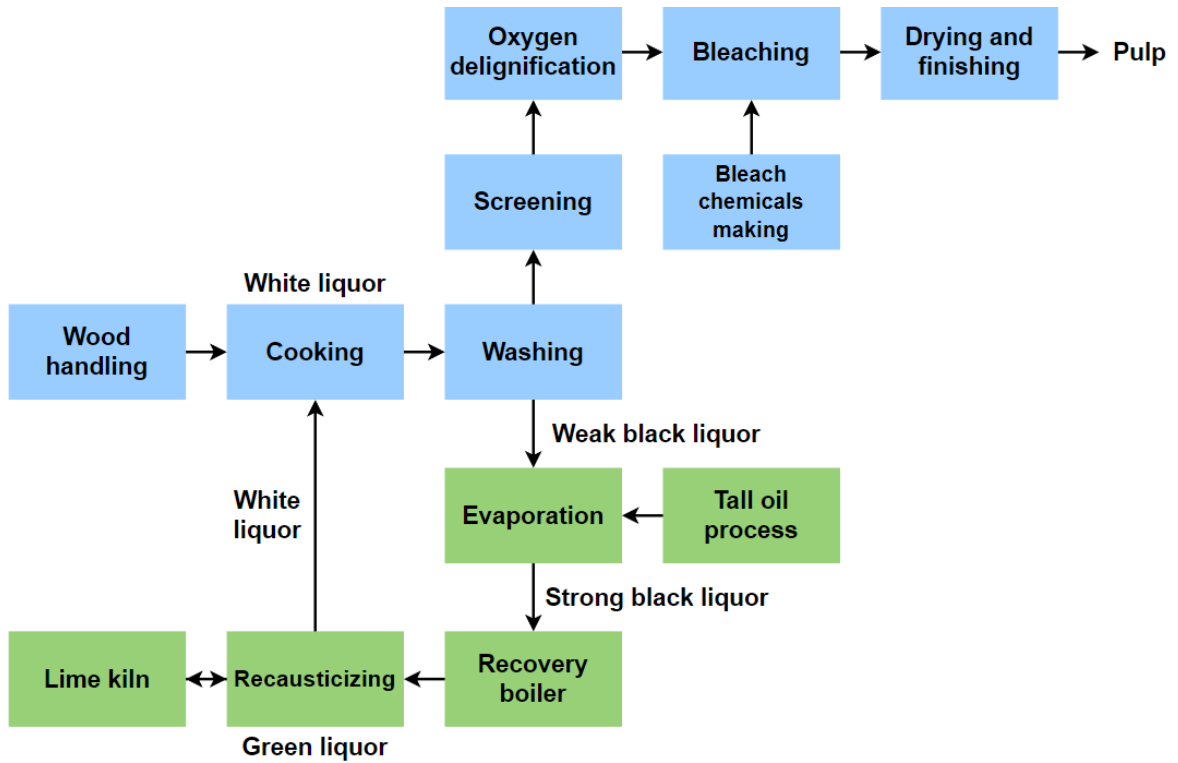 Oxygen
delignification
Bleaching
Drying and
finishing
Pulp
Screening
Bleach
chemicals
making
White liquor
Wood
handling
Cooking
Washing
Weak black liquor
White
liquor
Evaporation
Tall oil
process
Strong black liquor
Lime kiln
Recausticizing
Recovery
boiler
Green liquor